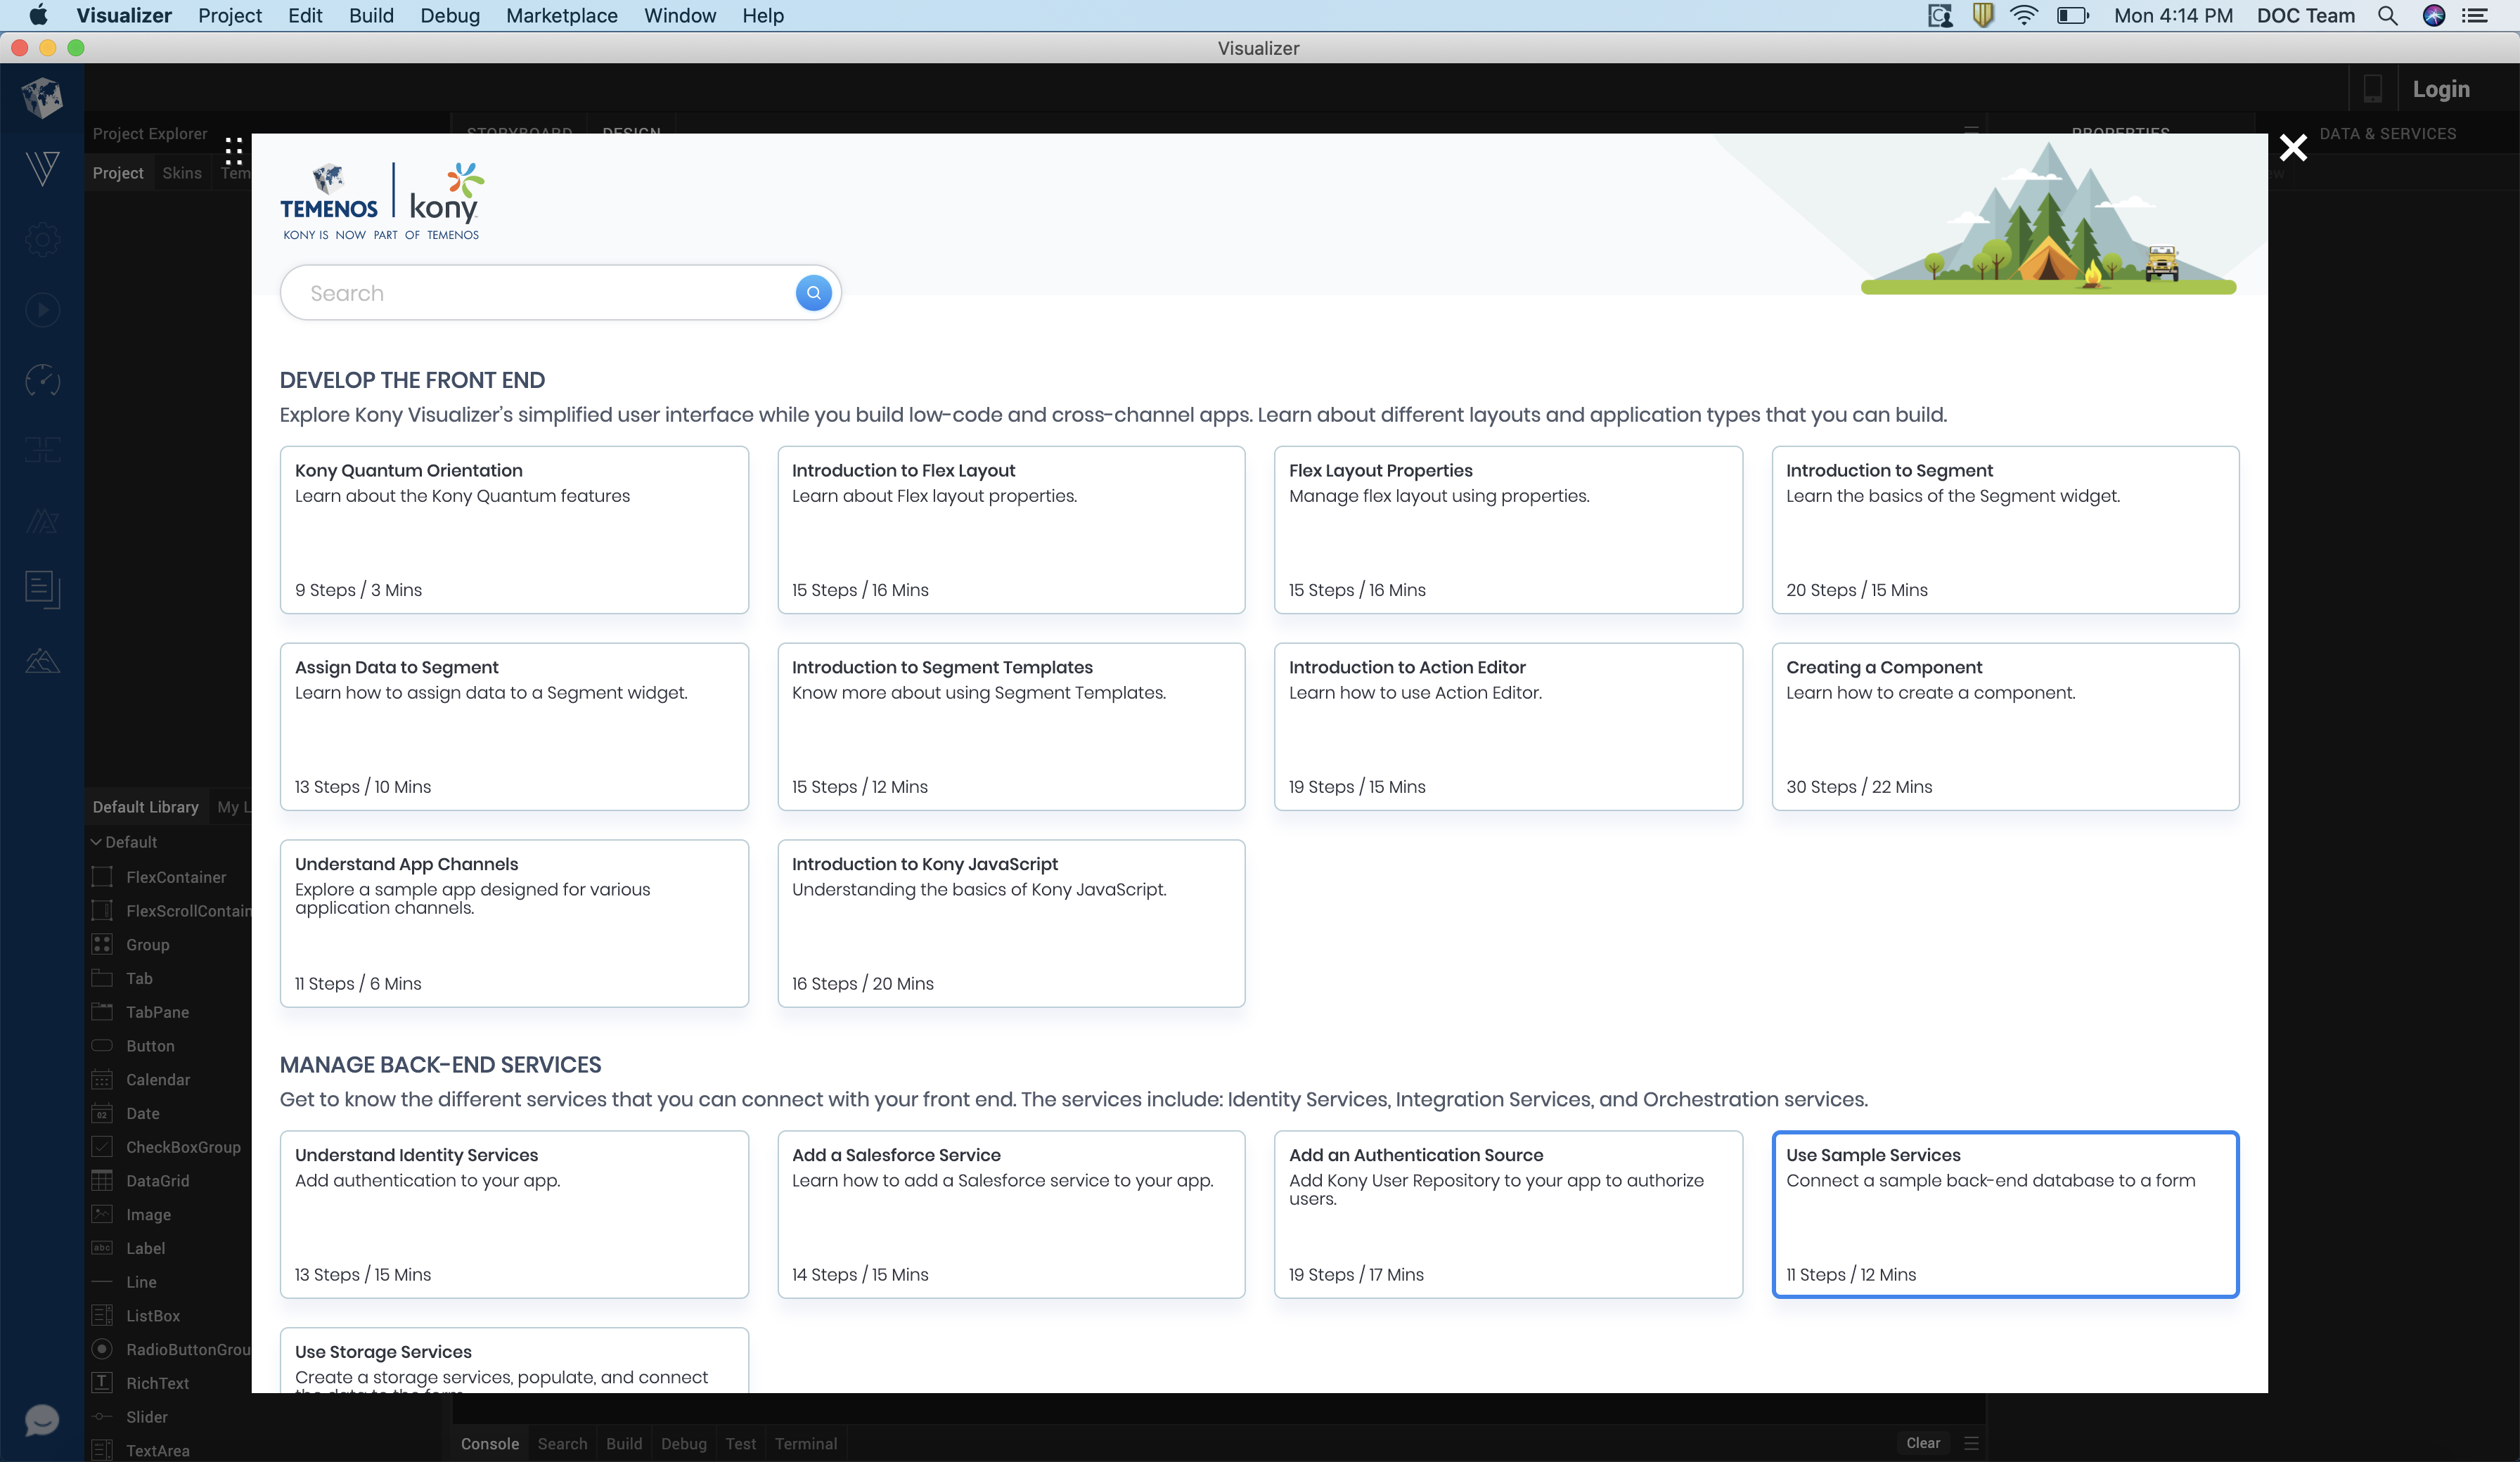 Visualizer Project Edit Build Debug Marketplace Window Help Mon 4:14 PM DOC Team
Visualizer
Login
Project Explorer
STORYBOARD DESIGN
PROPERTIES DATA & SERVICES
Project Skins Tem
TEMENOS kony
KONY IS NOW PART OF TEMENOS
Search
DEVELOP THE FRONT END
Explore Kony Visualizer's simplified user interface while you build low-code and cross-channel apps. Learn about different layouts and application types that you can build.
Kony Quantum Orientation
Learn about the Kony Quantum features
9 Steps / 3 Mins
Introduction to Flex Layout
Learn about Flex layout properties.
15 Steps / 16 Mins
Flex Layout Properties
Manage flex layout using properties.
15 Steps / 16 Mins
Introduction to Segment
Learn the basics of the Segment widget.
20 Steps / 15 Mins
Assign Data to Segment
Learn how to assign data to a Segment widget.
13 Steps / 10 Mins
Introduction to Segment Templates
Know more about using Segment Templates.
15 Steps / 12 Mins
Introduction to Action Editor
Learn how to use Action Editor.
19 Steps / 15 Mins
Creating a Component
Learn how to create a component.
30 Steps / 22 Mins
Understand App Channels
Explore a sample app designed for various
application channels.
11 Steps / 6 Mins
Introduction to Kony JavaScript
Understanding the basics of Kony JavaScript.
16 Steps / 20 Mins
MANAGE BACK-END SERVICES
Get to know the different services that you can connect with your front end. The services include: Identity Services, Integration Services, and Orchestration services.
Understand Identity Services
Add authentication to your app.
13 Steps / 15 Mins
Add a Salesforce Service
Learn how to add a Salesforce service to your app.
14 Steps / 15 Mins
Add an Authentication Source
Add Kony User Repository to your app to authorize
users.
19 Steps / 17 Mins
Use Sample Services
Connect a sample back-end database to a form
11 Steps / 12 Mins
Use Storage Services
Create a storage services, populate, and connect
the data to the form
Default Library My L
Default
FlexContainer
FlexScrollContain
Group
Tab
TabPane
Button
Calendar
02 Date
CheckBoxGroup
DataGrid
Image
abc Label
Line
ListBox
RadioButtonGrou
RichText
Slider
TextArea
Console Search Build Debug Test Terminal Clear